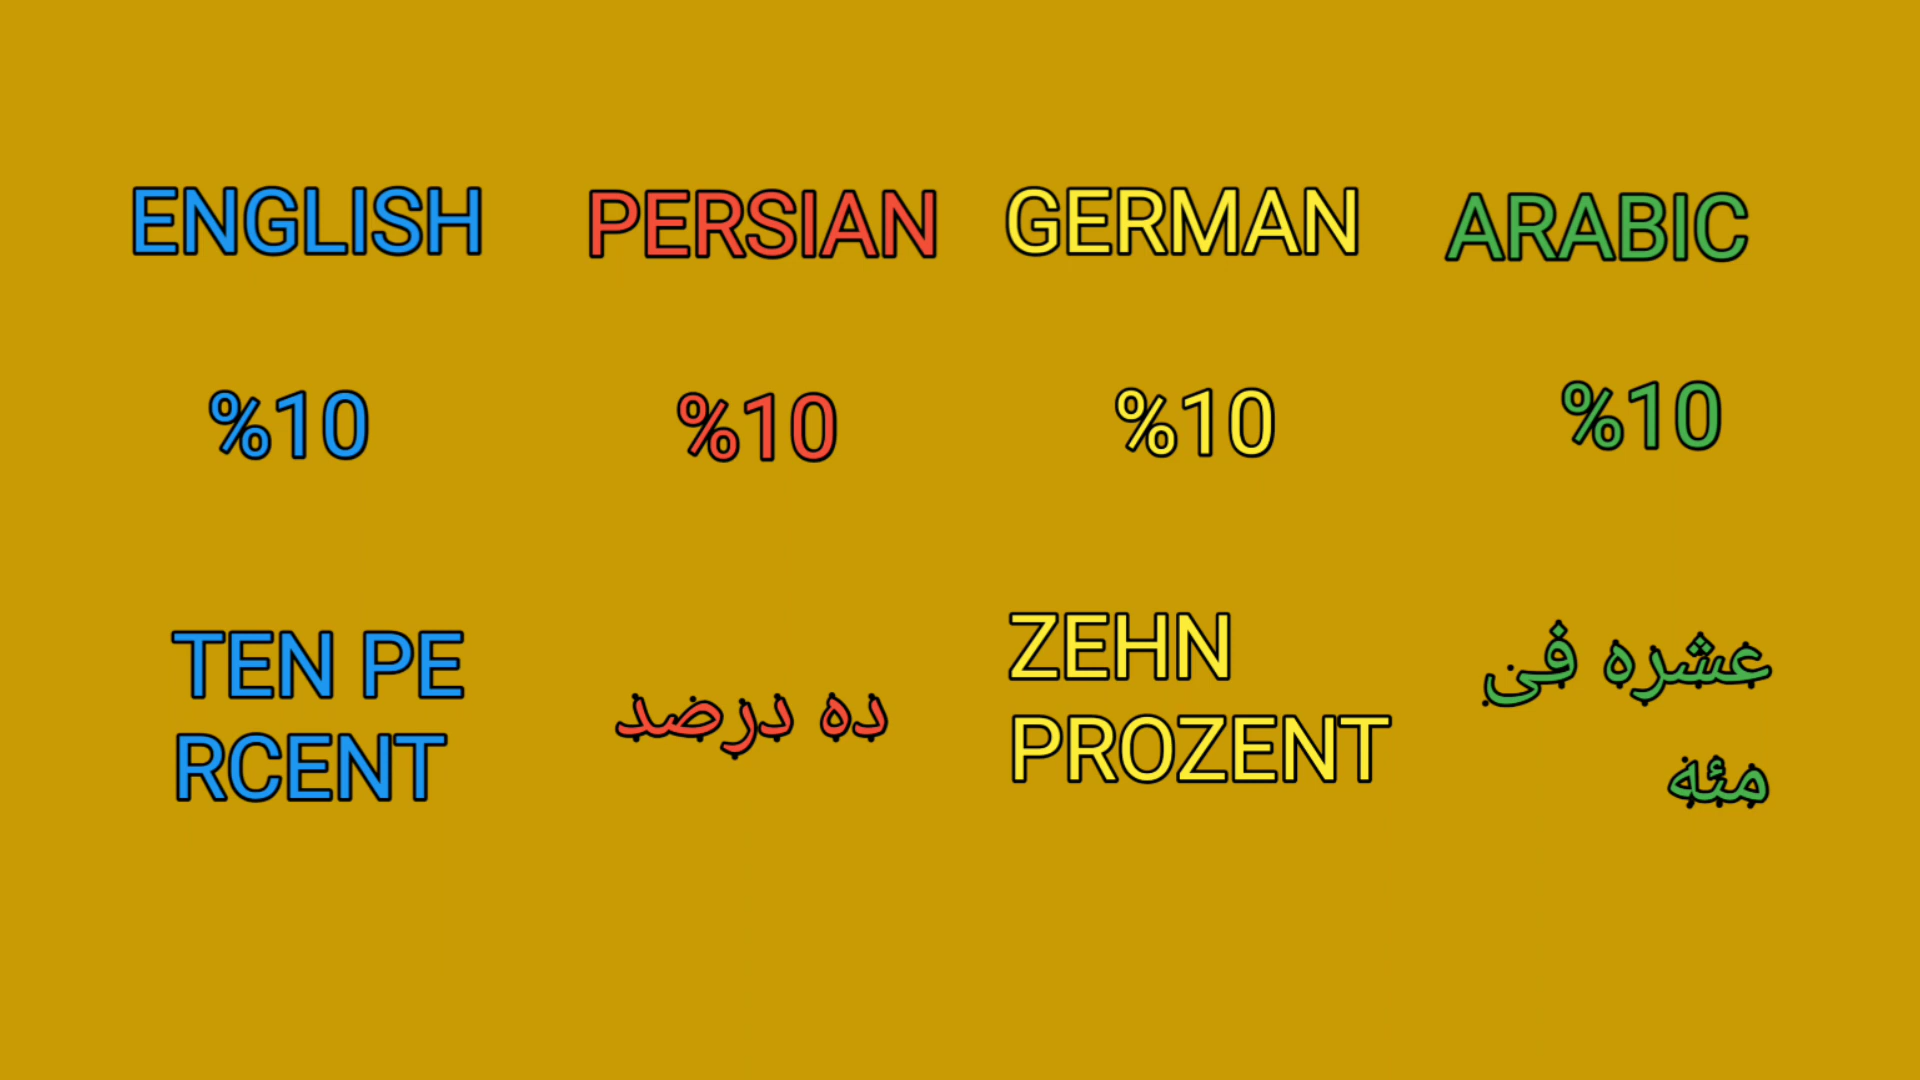 ENGLISH PERSIAN GERMAN ARABIC
%10 %10 %10 %10
TEN PE
RCENT
ده درصد
ZEHN
PROZENT
عشره فی
مئه